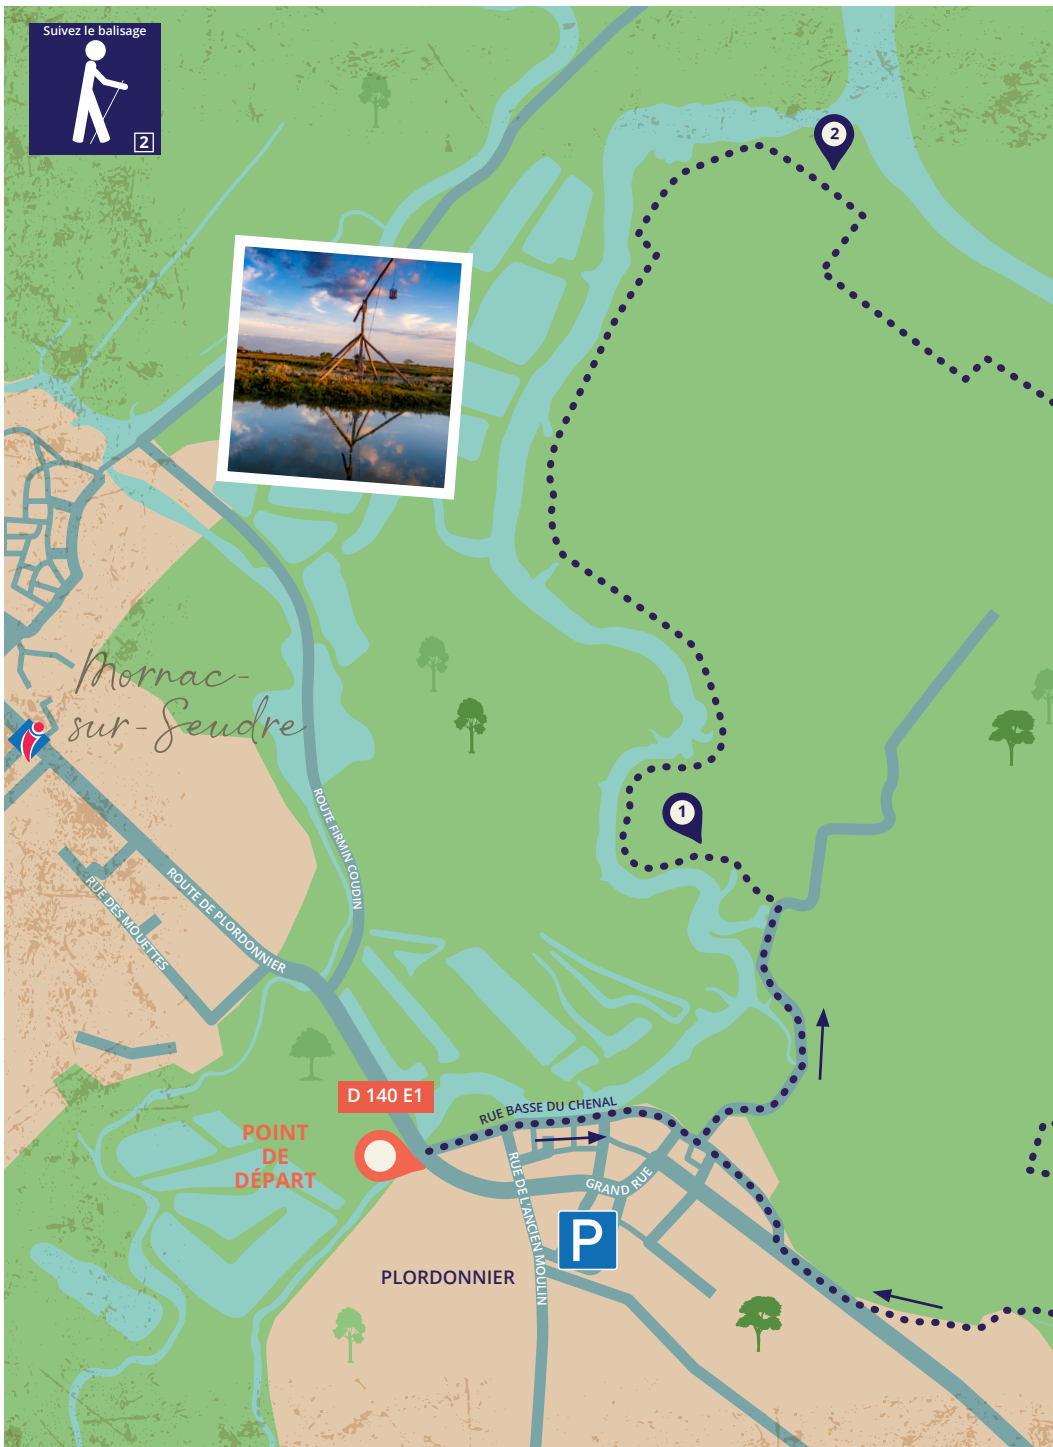 Suivez le balisage
2
2
Mornac-
sur-Seudre
1
ROUTE FIRMIN COUDIN
ROUTE DE PLORDONNIER
RUE DES MOUETTES
D 140 E1
RUE BASSE DU CHENAL
POINT
DE
DÉPART
RUE DE L'ANCIEN MOULIN
GRAND RUE
P
PLORDONNIER